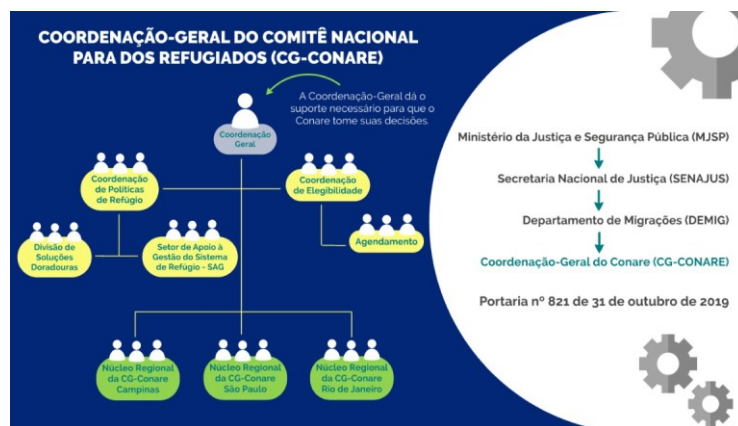 COORDENAÇÃO-GERAL DO COMITÊ NACIONAL
PARA DOS REFUGIADOS (CG-CONARE)
A Coordenação-Geral dá o
suporte necessário para que o
Conare tome suas decisões.
Coordenação
Geral
Coordenação
de Políticas
de Refúgio
Coordenação
de Elegibilidade
Divisão de
Soluções
Doradouras
Setor de Apoio à
Gestão do Sistema
de Refúgio - SAG
Agendamento
Núcleo Regional
da CG-Conare
Campinas
Núcleo Regional
da CG-Conare
São Paulo
Núcleo Regional
da CG-Conare
Rio de Janeiro
Ministério da Justiça e Segurança Pública (MJSP)
Secretaria Nacional de Justiça (SENAJUS)
Departamento de Migrações (DEMIG)
Coordenação-Geral do Conare (CG-CONARE)
Portaria nº 821 de 31 de outubro de 2019